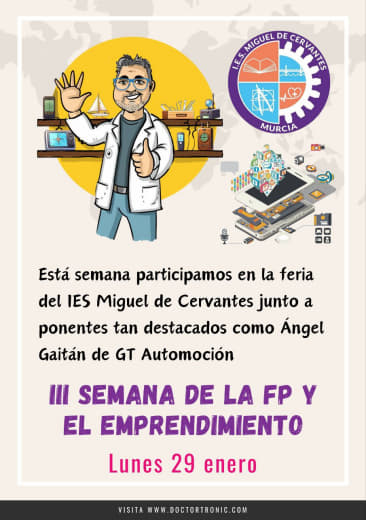 I.E.S. MIGUEL DE CERVANTES
MURCIA
Está semana participamos en la feria
del IES Miguel de Cervantes junto a
ponentes tan destacados como Ángel
Gaitán de GT Automoción
III SEMANA DE LA FP Y
EL EMPRENDIMIENTO
Lunes 29 enero
VISITA WWW.DOCTORTRONIC.COM